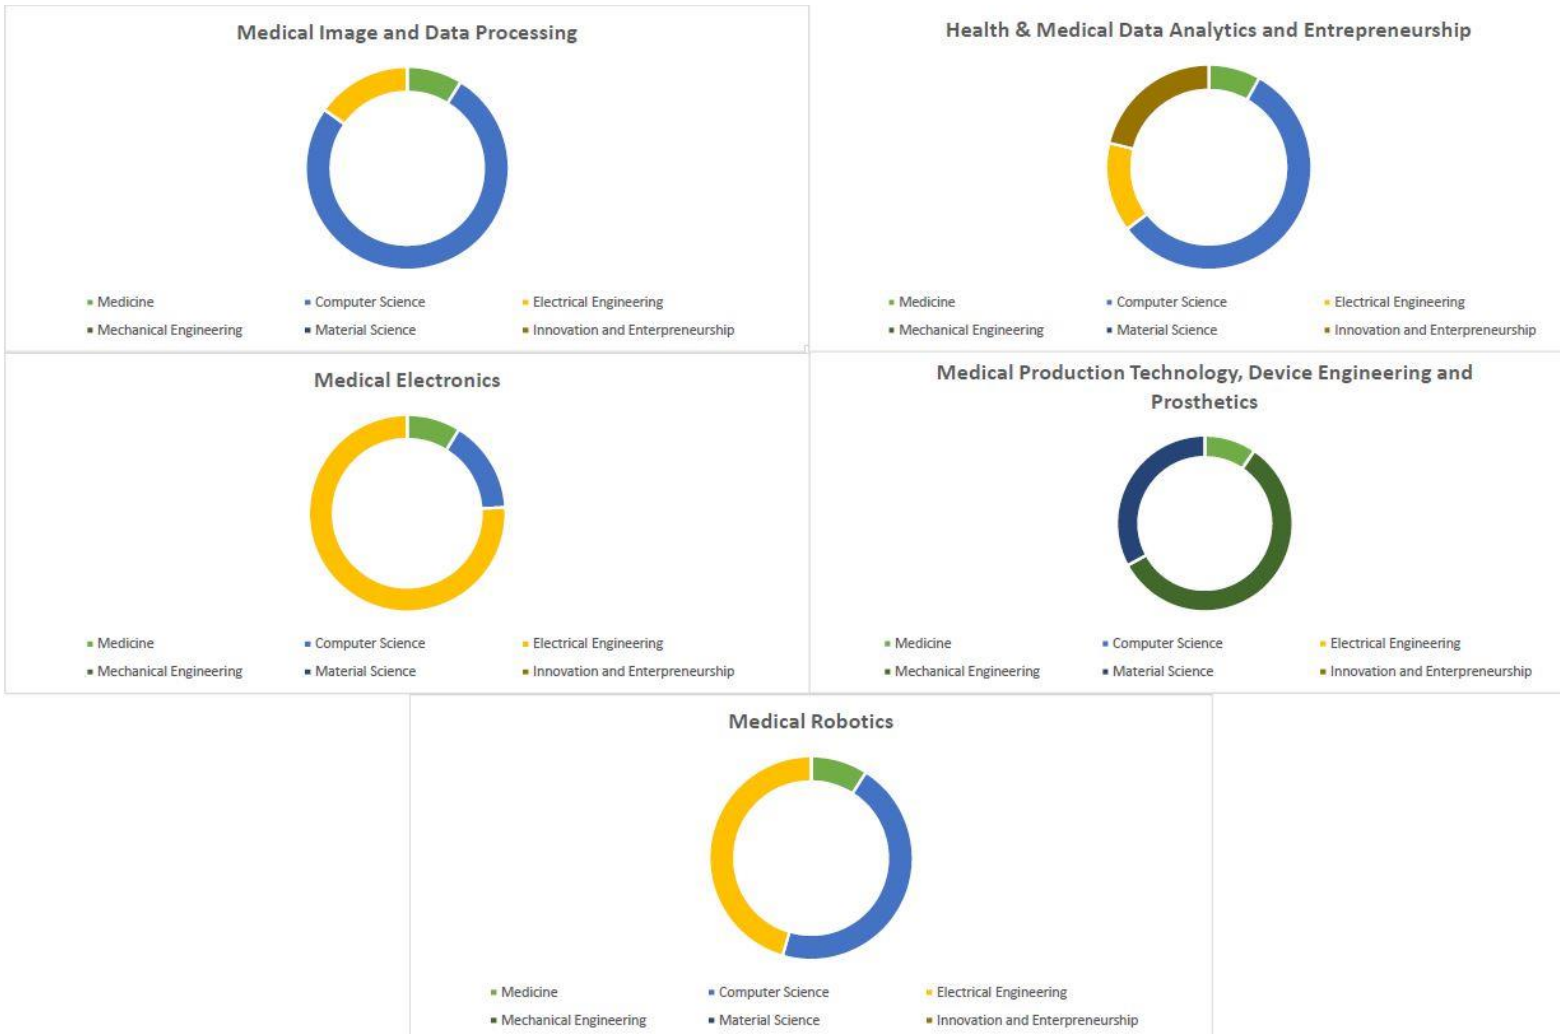 Medical Image and Data Processing
Medicine
Computer Science
Electrical Engineering
Mechanical Engineering
Material Science
Innovation and Enterpreneurship
Health & Medical Data Analytics and Entrepreneurship
Medicine
Computer Science
Electrical Engineering
Mechanical Engineering
Material Science
Innovation and Enterpreneurship
Medical Electronics
Medicine
Computer Science
Electrical Engineering
Mechanical Engineering
Material Science
Innovation and Enterpreneurship
Medical Production Technology, Device Engineering and
Prosthetics
Medicine
Computer Science
Electrical Engineering
Mechanical Engineering
Material Science
Innovation and Enterpreneurship
Medical Robotics
Medicine
Computer Science
Electrical Engineering
Mechanical Engineering
Material Science
Innovation and Enterpreneurship